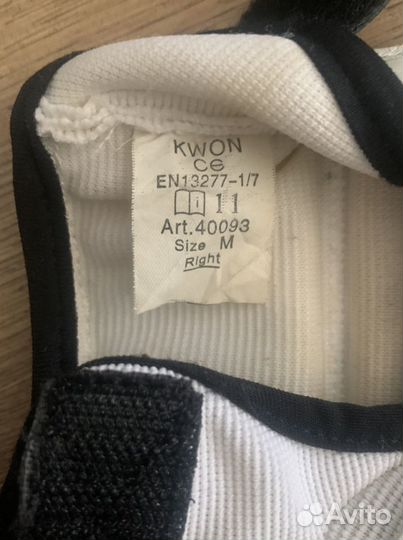 KWON
CE
EN13277-1/7
i 11
Art.40093
Size M
Right
Avito